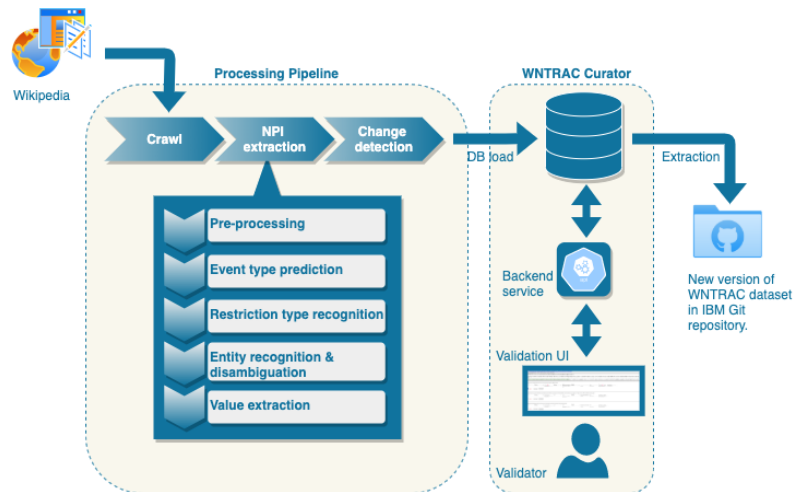 Wikipedia
Processing Pipeline
WNTRAC Curator
Crawl
NPI
extraction
Change
detection
DB load
Extraction
Pre-processing
Event type prediction
Restriction type recognition
Entity recognition &
disambiguation
Value extraction
Backend
service
New version of
WNTRAC dataset
in IBM Git
repository.
Validation UI
Validator